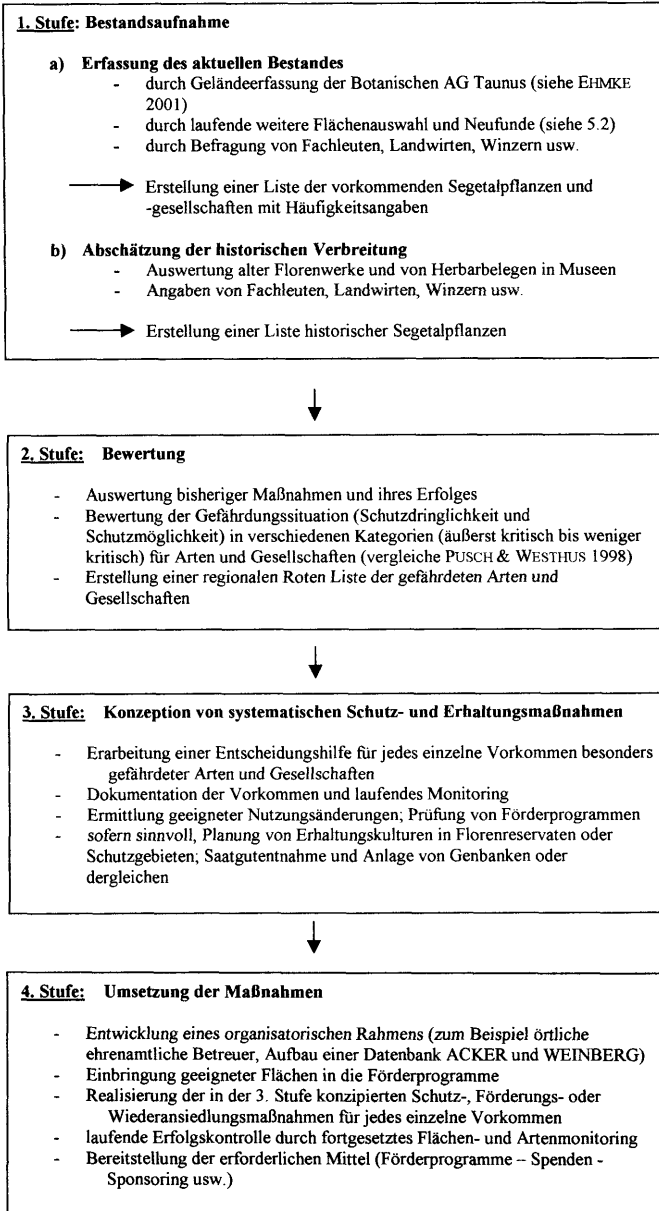 1. Stufe: Bestandsaufnahme
a) Erfassung des aktuellen Bestandes
- durch Geländeerfassung der Botanischen AG Taunus (siehe EHMKE
2001)
- durch laufende weitere Flächenauswahl und Neufunde (siehe 5.2)
- durch Befragung von Fachleuten, Landwirten, Winzern usw.
Erstellung einer Liste der vorkommenden Segetalpflanzen und
-gesellschaften mit Häufigkeitsangaben
b) Abschätzung der historischen Verbreitung
- Auswertung alter Florenwerke und von Herbarbelegen in Museen
- Angaben von Fachleuten, Landwirten, Winzern usw.
Erstellung einer Liste historischer Segetalpflanzen
2. Stufe: Bewertung
- Auswertung bisheriger Maßnahmen und ihres Erfolges
- Bewertung der Gefährdungssituation (Schutzdringlichkeit und
Schutzmöglichkeit) in verschiedenen Kategorien (äußerst kritisch bis weniger
kritisch) für Arten und Gesellschaften (vergleiche PUSCH & WESTHUS 1998)
- Erstellung einer regionalen Roten Liste der gefährdeten Arten und
Gesellschaften
3. Stufe: Konzeption von systematischen Schutz- und Erhaltungsmaßnahmen
- Erarbeitung einer Entscheidungshilfe für jedes einzelne Vorkommen besonders
gefährdeter Arten und Gesellschaften
- Dokumentation der Vorkommen und laufendes Monitoring
- Ermittlung geeigneter Nutzungsänderungen; Prüfung von Förderprogrammen
- sofern sinnvoll, Planung von Erhaltungskulturen in Florenreservaten oder
Schutzgebieten; Saatgutentnahme und Anlage von Genbanken oder
dergleichen
4. Stufe: Umsetzung der Maßnahmen
- Entwicklung eines organisatorischen Rahmens (zum Beispiel örtliche
ehrenamtliche Betreuer, Aufbau einer Datenbank ACKER und WEINBERG)
- Einbringung geeigneter Flächen in die Förderprogramme
- Realisierung der in der 3. Stufe konzipierten Schutz-, Förderungs- oder
Wiederansiedlungsmaßnahmen für jedes einzelne Vorkommen
- laufende Erfolgskontrolle durch fortgesetztes Flächen- und Artenmonitoring
- Bereitstellung der erforderlichen Mittel (Förderprogramme – Spenden -
Sponsoring usw.)